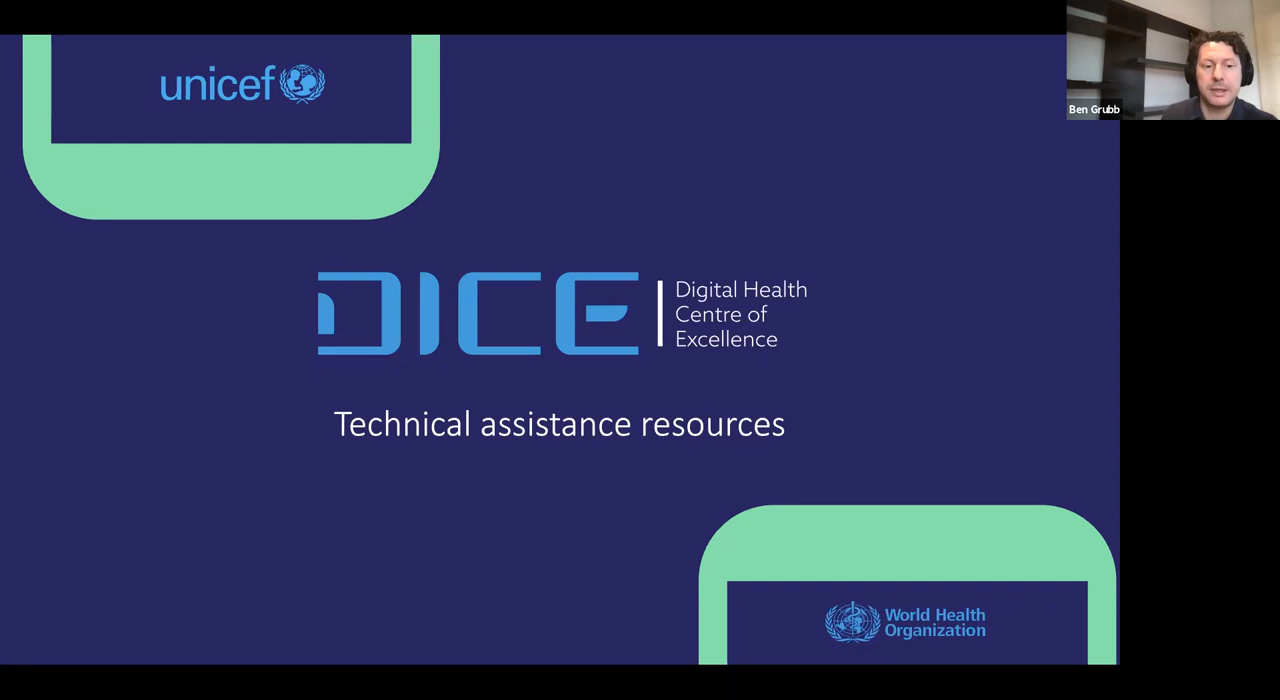 unicef
Ben Grubb
DICE
Digital Health
Centre of
Excellence
Technical assistance resources
World Health
Organization